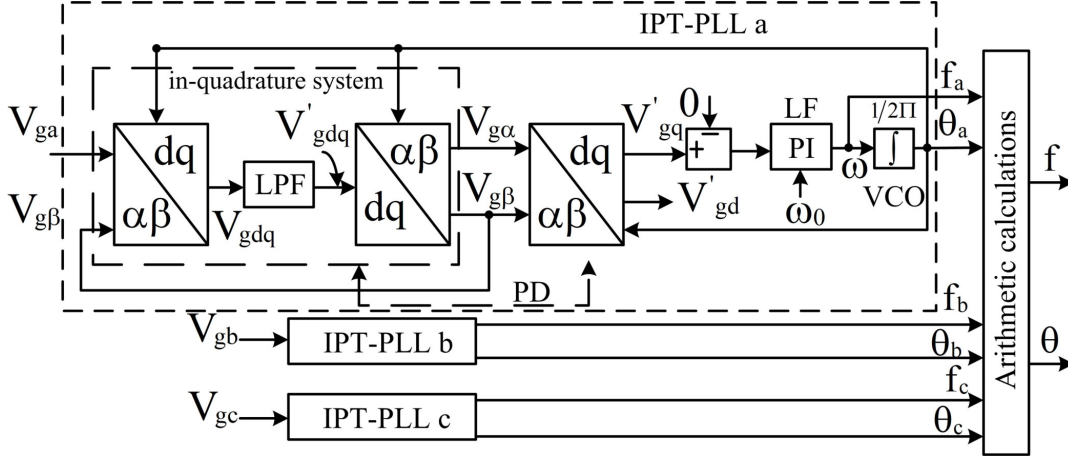 IPT-PLL a
in-quadrature system
V_ga
V_gβ
dq
αβ
V_gdq
LPF
V'_gdq
αβ
dq
V_gα
V_gβ
dq
αβ
V'_gq
V'_gd
0
+
−
LF
PI
ω_0
ω
1/2Π
∫
VCO
f_a
θ_a
PD
V_gb
IPT-PLL b
f_b
θ_b
V_gc
IPT-PLL c
f_c
θ_c
Arithmetic calculations
f
θ